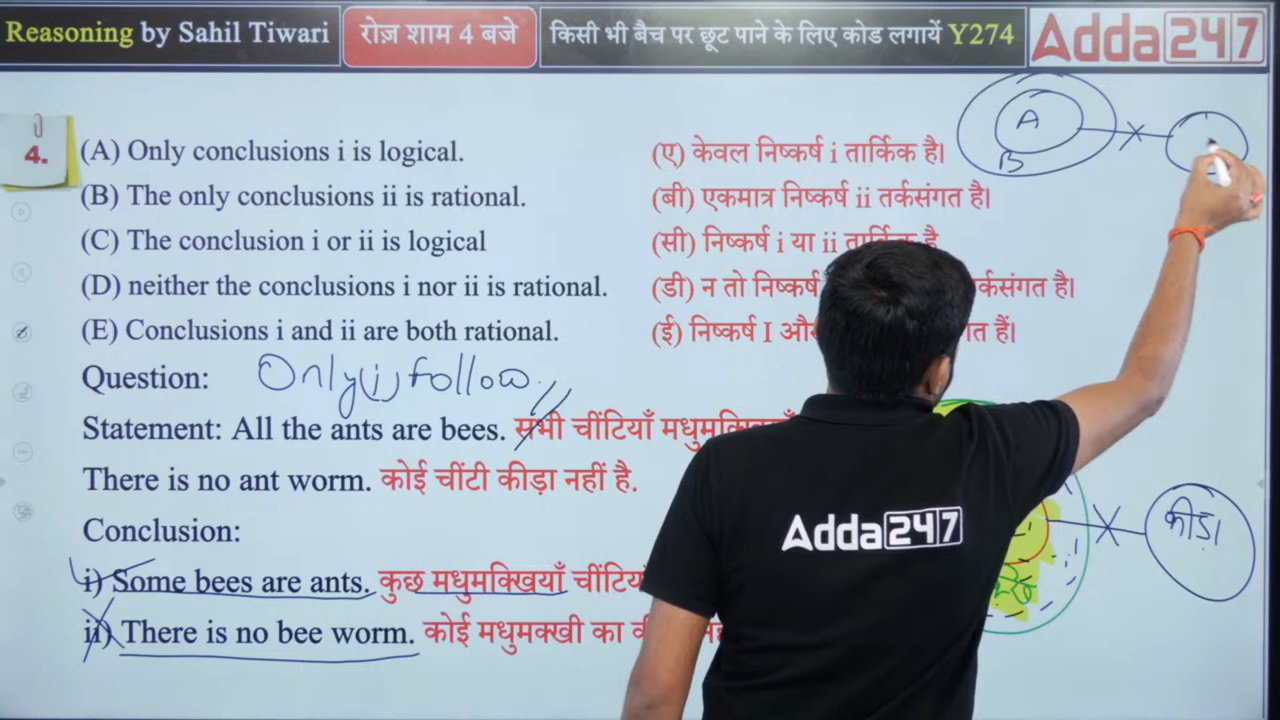 Reasoning by Sahil Tiwari रोज़ शाम 4 बजे किसी भी बैच पर छूट पाने के लिए कोड लगायें Y274 Adda247
A
B
4.
(A) Only conclusions i is logical. (ए) केवल निष्कर्ष i तार्किक है।
(B) The only conclusions ii is rational. (बी) एकमात्र निष्कर्ष ii तर्कसंगत है।
(C) The conclusion i or ii is logical (सी) निष्कर्ष i या ii तार्किक है
(D) neither the conclusions i nor ii is rational. (डी) न तो निष्कर्ष र्कसंगत है।
(E) Conclusions i and ii are both rational. (ई) निष्कर्ष I और गत हैं।
Question: Only (i) follow
Statement: All the ants are bees. सभी चींटियाँ मधुमक्खियाँ
There is no ant worm. कोई चींटी कीड़ा नहीं है.
कीड़ा
Adda247
Conclusion:
i) Some bees are ants. कुछ मधुमक्खियाँ चींटिय
ii) There is no bee worm. कोई मधुमक्खी का